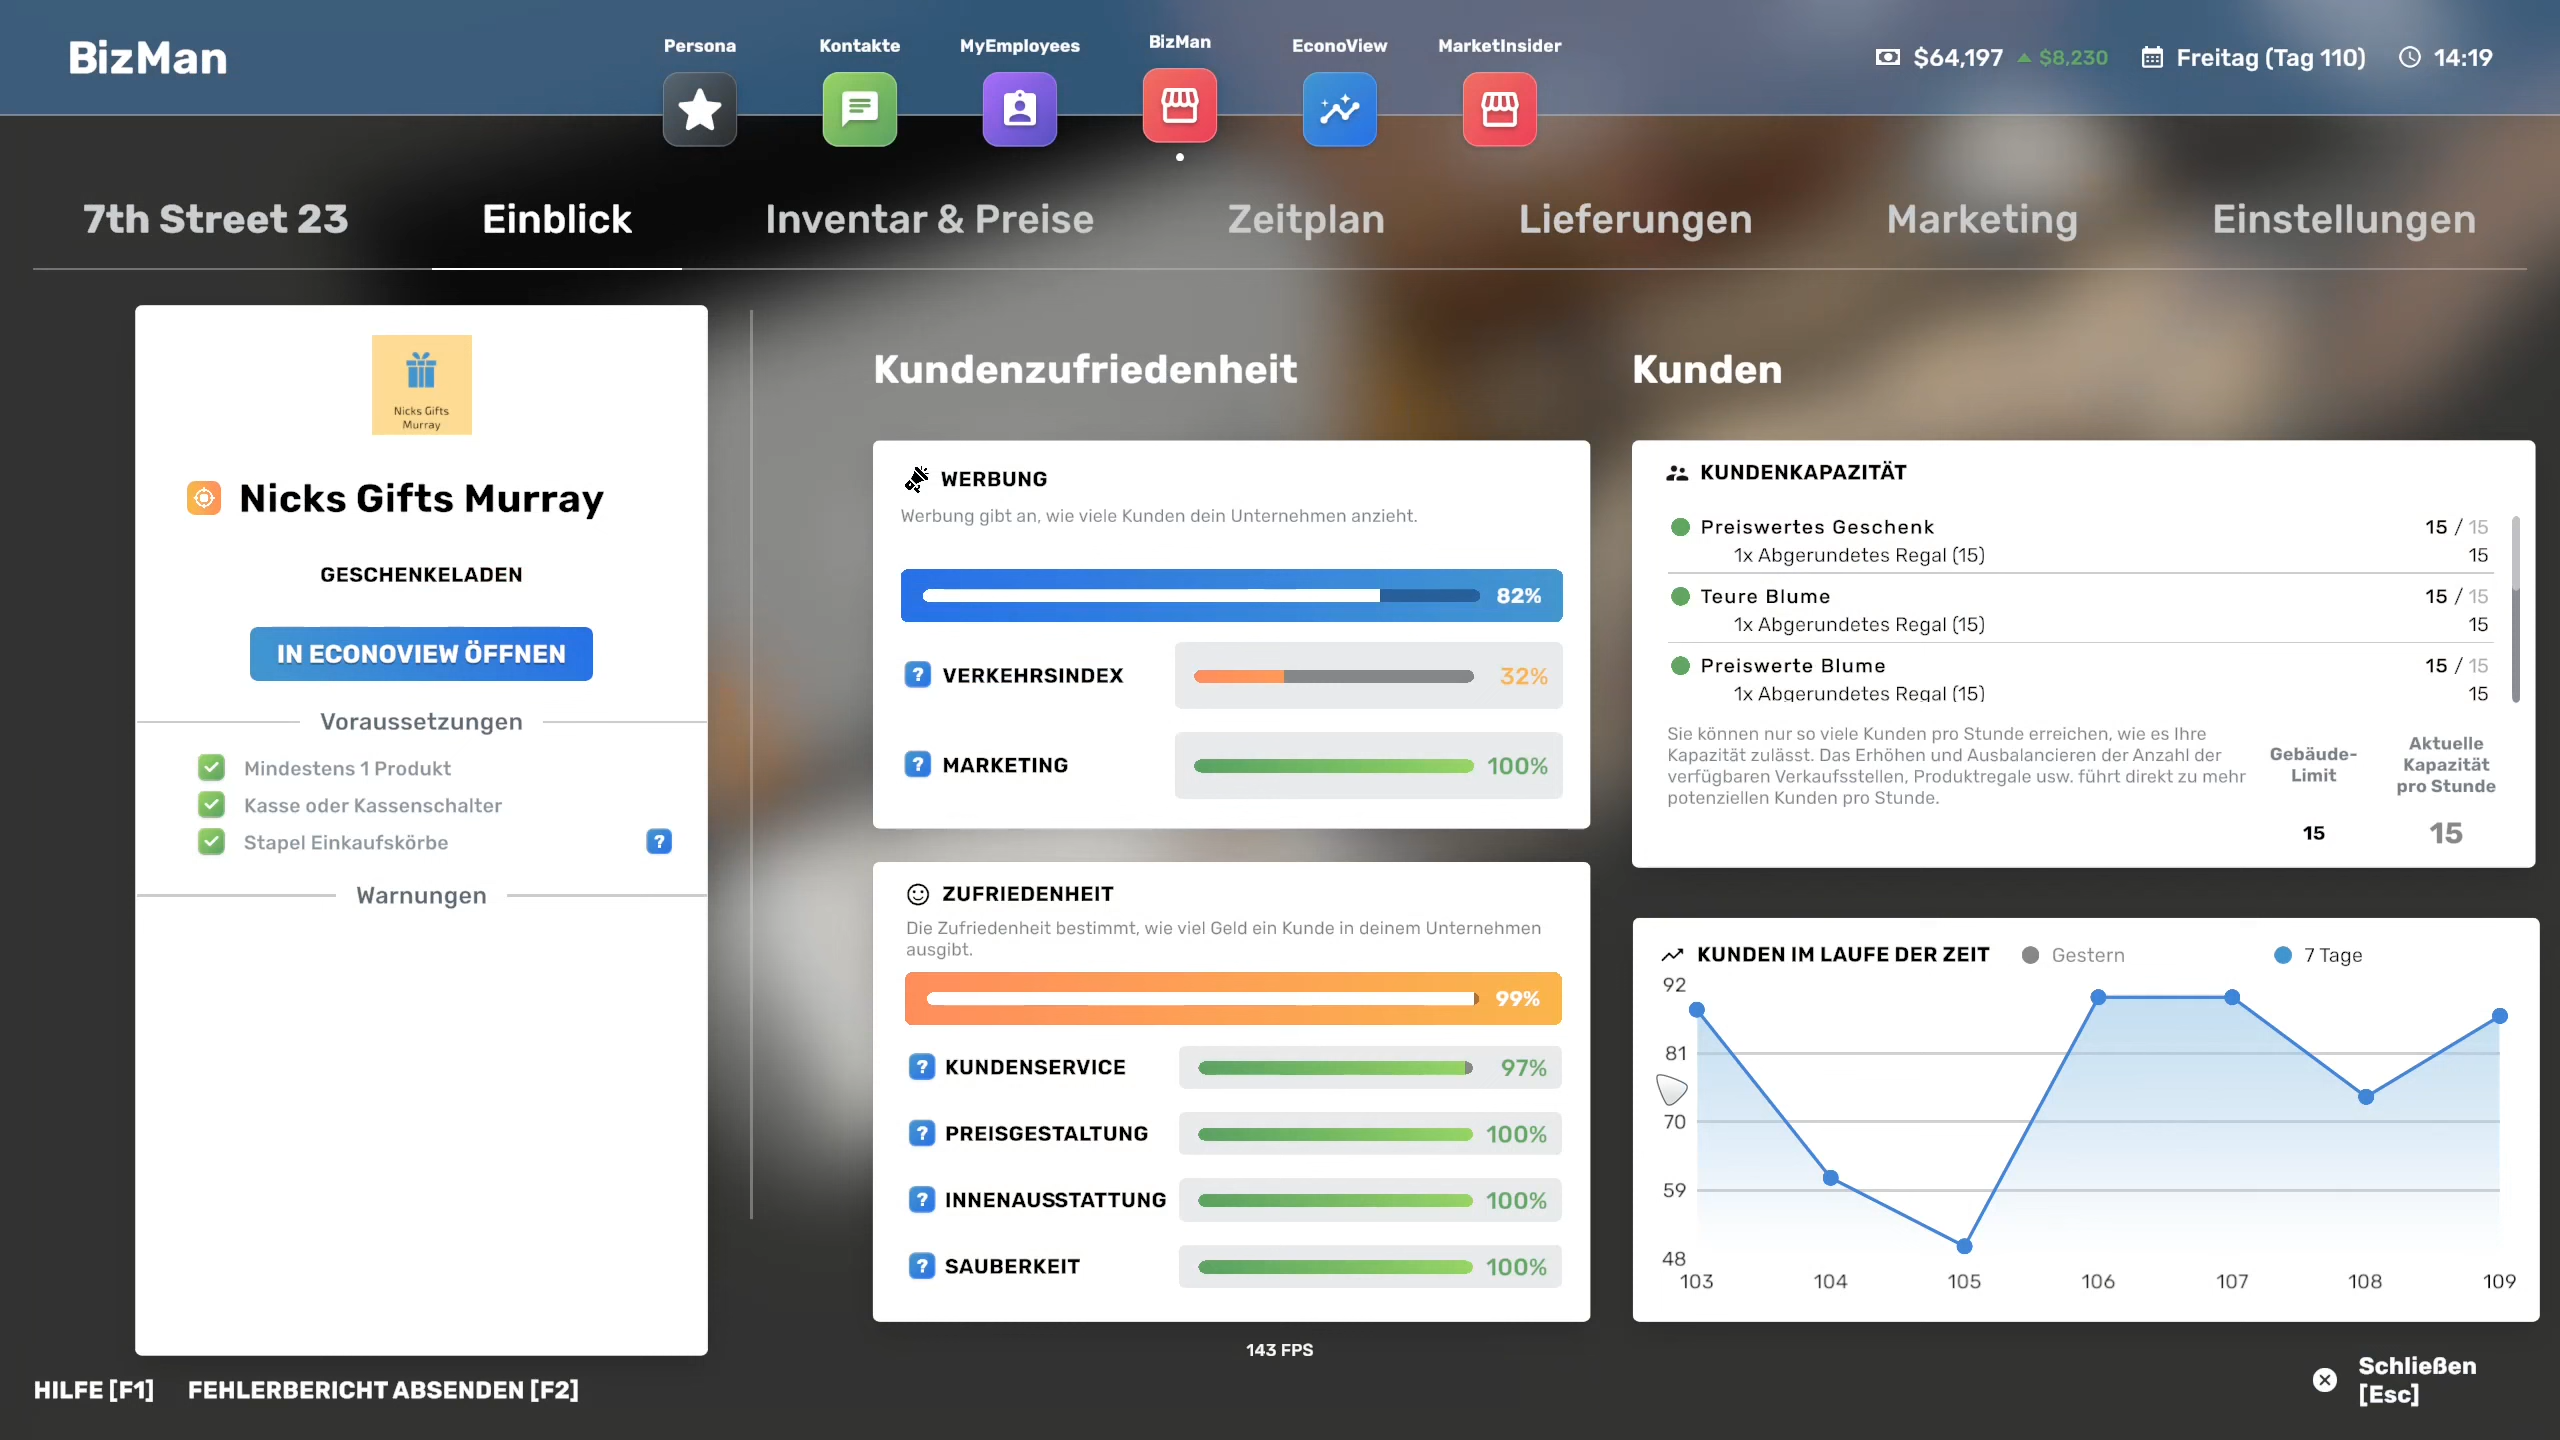 BizMan
Persona
Kontakte
MyEmployees
BizMan
EconoView
MarketInsider
$64,197 $8,230 Freitag (Tag 110) 14:19
7th Street 23 Einblick Inventar & Preise Zeitplan Lieferungen Marketing Einstellungen
Nicks Gifts
Murray
Nicks Gifts Murray
GESCHENKELADEN
IN ECONOVIEW ÖFFNEN
Voraussetzungen
Mindestens 1 Produkt
Kasse oder Kassenschalter
Stapel Einkaufskörbe ?
Warnungen
Kundenzufriedenheit
WERBUNG
Werbung gibt an, wie viele Kunden dein Unternehmen anzieht.
82%
? VERKEHRSINDEX 32%
? MARKETING 100%
ZUFRIEDENHEIT
Die Zufriedenheit bestimmt, wie viel Geld ein Kunde in deinem Unternehmen
ausgibt.
99%
? KUNDENSERVICE 97%
? PREISGESTALTUNG 100%
? INNENAUSSTATTUNG 100%
? SAUBERKEIT 100%
Kunden
KUNDENKAPAZITÄT
Preiswertes Geschenk 15 / 15
1x Abgerundetes Regal (15) 15
Teure Blume 15 / 15
1x Abgerundetes Regal (15) 15
Preiswerte Blume 15 / 15
1x Abgerundetes Regal (15) 15
Sie können nur so viele Kunden pro Stunde erreichen, wie es Ihre
Kapazität zulässt. Das Erhöhen und Ausbalancieren der Anzahl der
verfügbaren Verkaufsstellen, Produktregale usw. führt direkt zu mehr
potenziellen Kunden pro Stunde.
Gebäude-
Limit
15
Aktuelle
Kapazität
pro Stunde
15
KUNDEN IM LAUFE DER ZEIT Gestern 7 Tage
92
81
70
59
48
103 104 105 106 107 108 109
143 FPS
HILFE [F1] FEHLERBERICHT ABSENDEN [F2]
Schließen
[Esc]